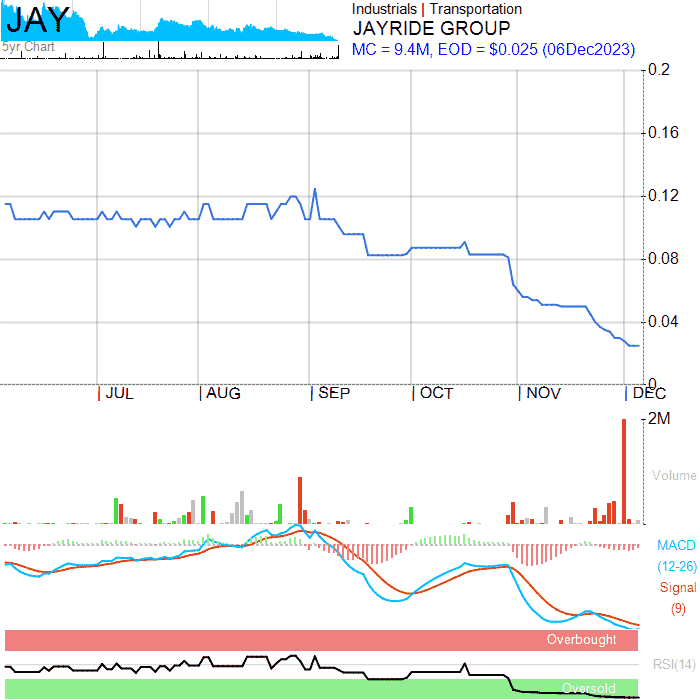 JAY
5yr Chart
Industrials | Transportation
JAYRIDE GROUP
MC = 9.4M, EOD = $0.025 (06Dec2023)
0.2
0.16
0.12
0.08
0.04
0
JUL AUG SEP OCT NOV DEC
2M
Volume
MACD
(12-26)
Signal
(9)
Overbought
RSI(14)
Oversold